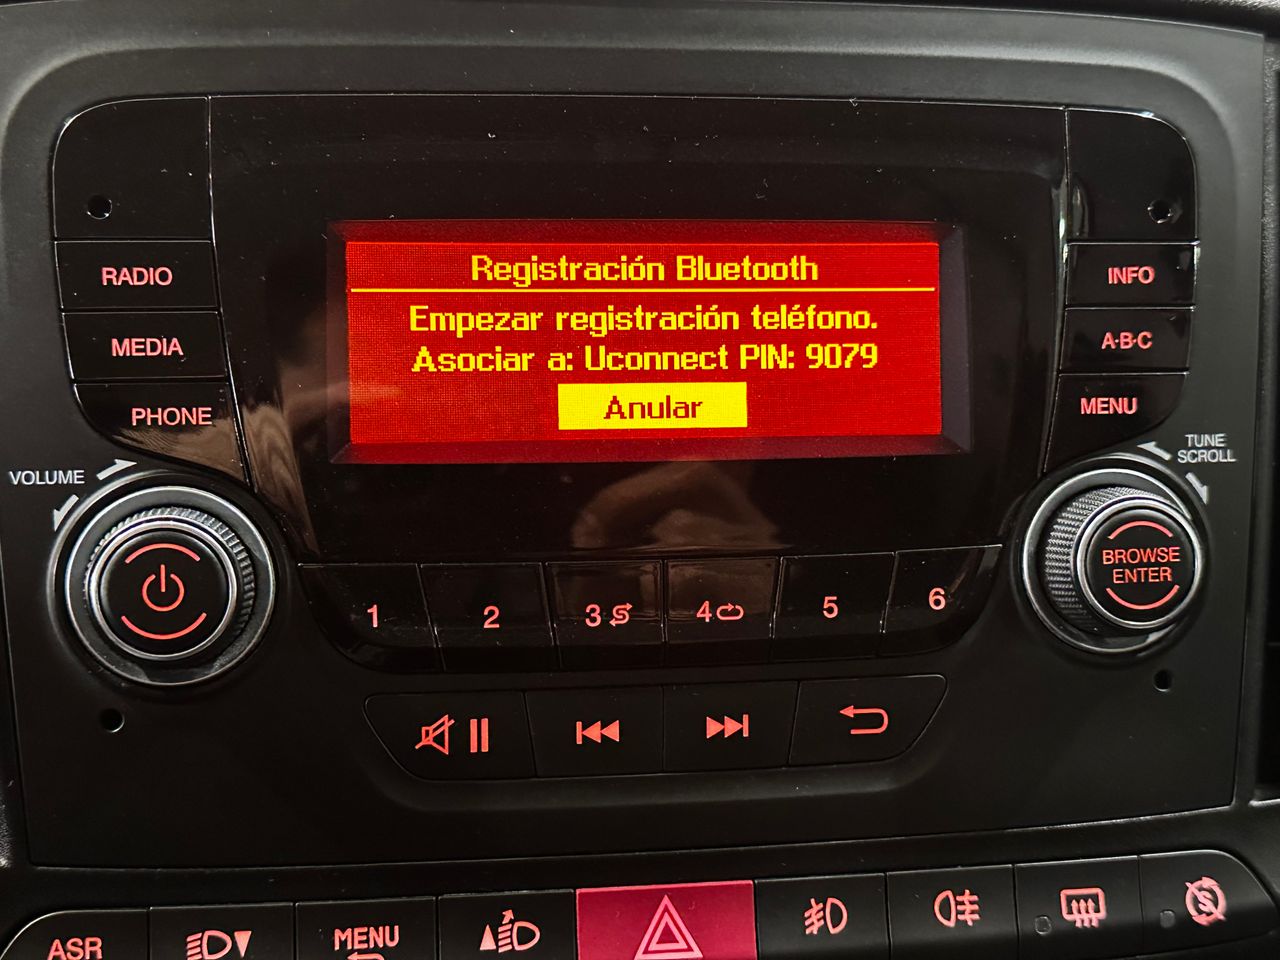 Registración Bluetooth
Empezar registración teléfono.
Asociar a: Uconnect PIN: 9079
Anular
RADIO
MEDIA
PHONE
VOLUME
INFO
A·B·C
MENU
TUNE
SCROLL
BROWSE
ENTER
1 2 3 4 5 6
ASR
MENU